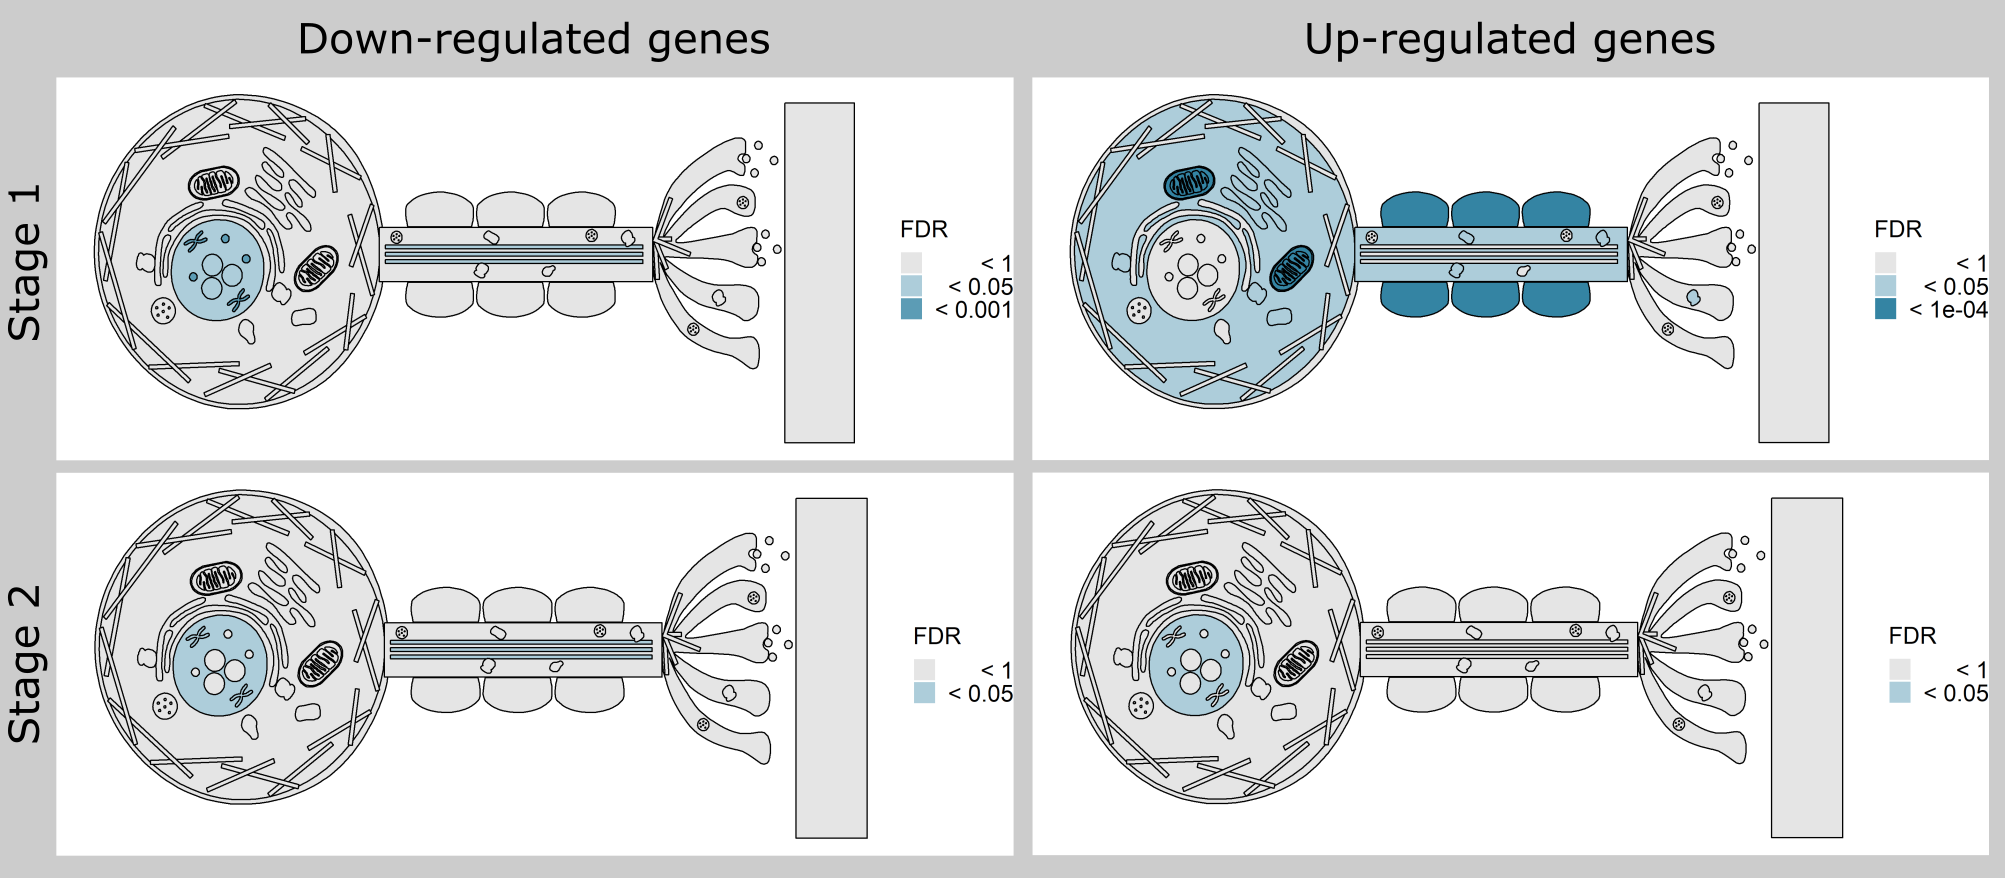 Down-regulated genes
Up-regulated genes
Stage 1
FDR
< 1
< 0.05
< 0.001
FDR
< 1
< 0.05
< 1e-04
Stage 2
FDR
< 1
< 0.05
FDR
< 1
< 0.05